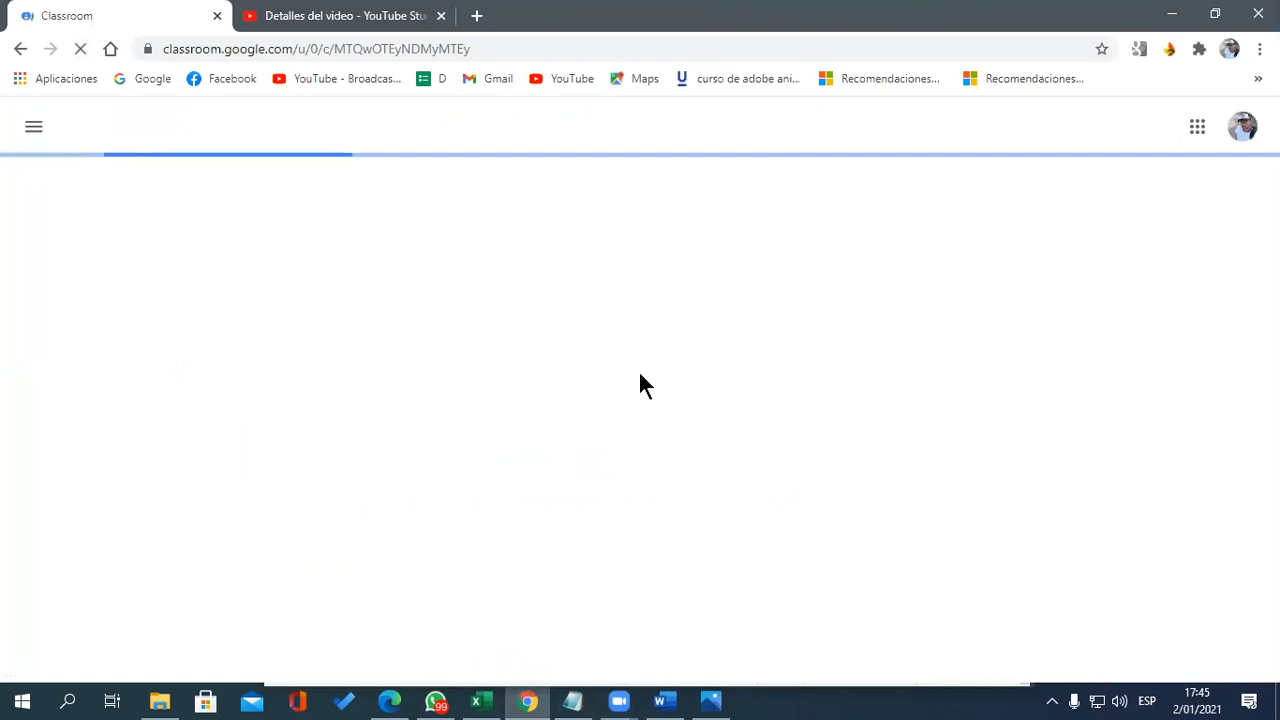 Classroom
Detalles del video - YouTube Stu
classroom.google.com/u/0/c/MTQwOTEyNDMyMTEy
Aplicaciones
Google
Facebook
YouTube - Broadcas...
D
Gmail
YouTube
Maps
curso de adobe ani...
Recomendaciones...
Recomendaciones...
»
99
ESP
17:45
2/01/2021